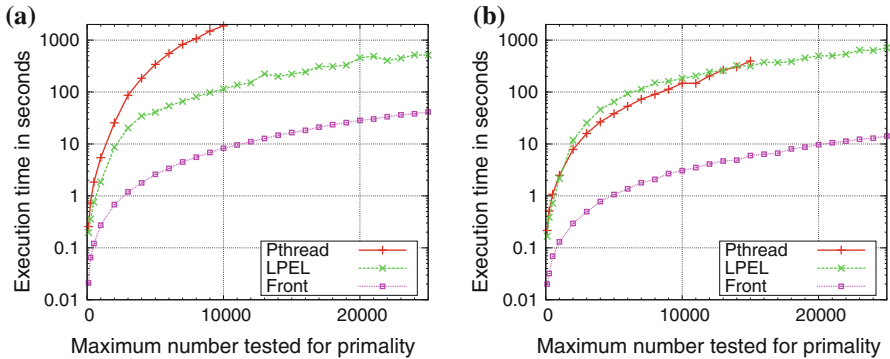 (a)
1000
100
10
1
0.1
0.01
Execution time in seconds
Pthread
LPEL
Front
0
10000
20000
Maximum number tested for primality
(b)
1000
100
10
1
0.1
0.01
Execution time in seconds
Pthread
LPEL
Front
0
10000
20000
Maximum number tested for primality